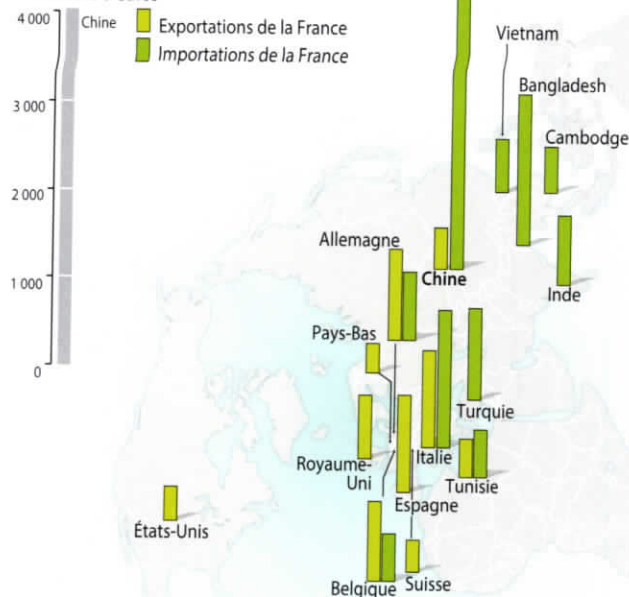 4 000
Chine
Exportations de la France
Importations de la France
3 000
2 000
1 000
0
Vietnam
Bangladesh
Cambodge
Allemagne
Chine
Inde
Pays-Bas
Turquie
Royaume-
Uni
Italie
Tunisie
Espagne
États-Unis
Belgique
Suisse